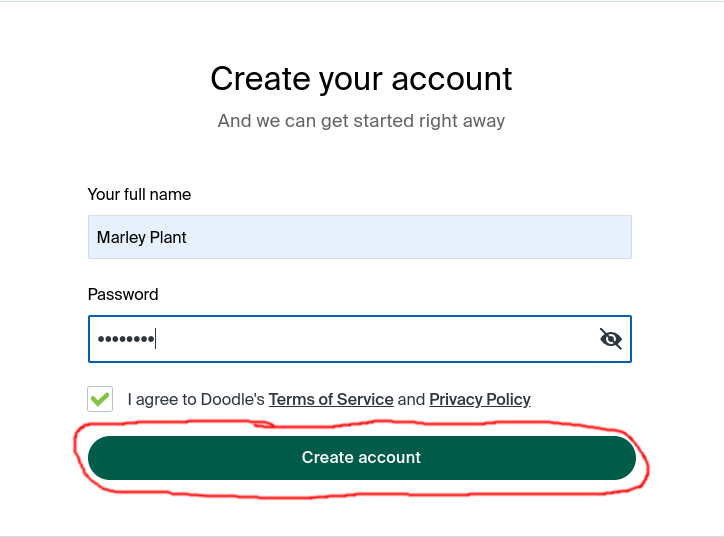 Create your account
And we can get started right away
Your full name
Marley Plant
Password
••••••••
I agree to Doodle's Terms of Service and Privacy Policy
Create account